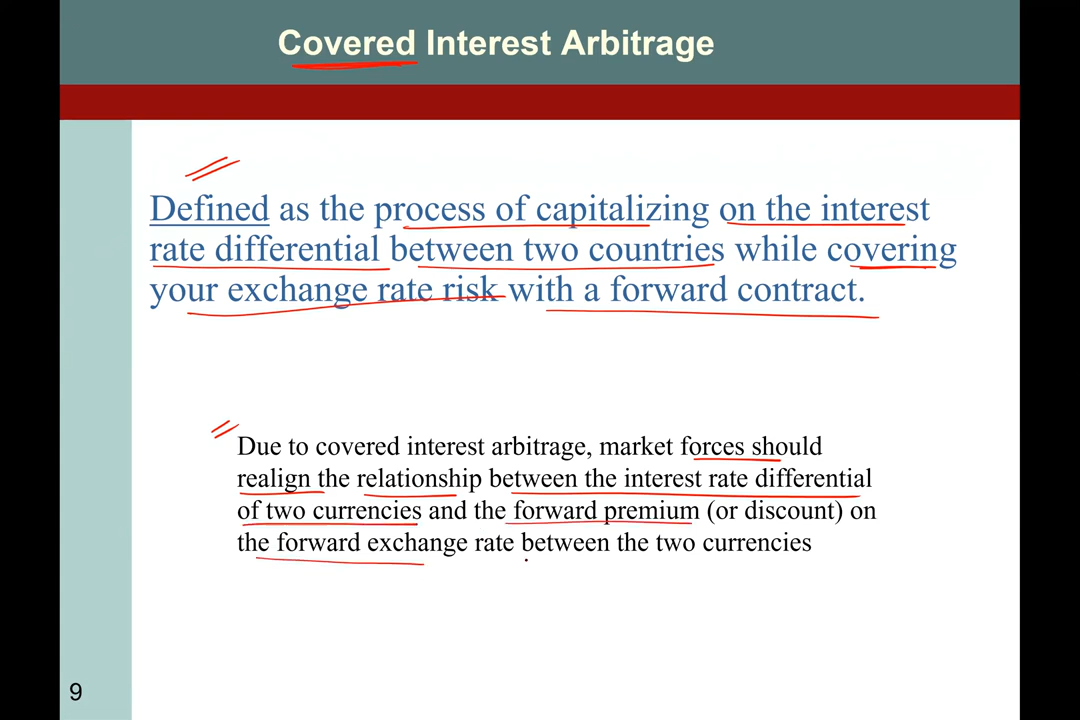 Covered Interest Arbitrage
Defined as the process of capitalizing on the interest
rate differential between two countries while covering
your exchange rate risk with a forward contract.
Due to covered interest arbitrage, market forces should
realign the relationship between the interest rate differential
of two currencies and the forward premium (or discount) on
the forward exchange rate between the two currencies
9